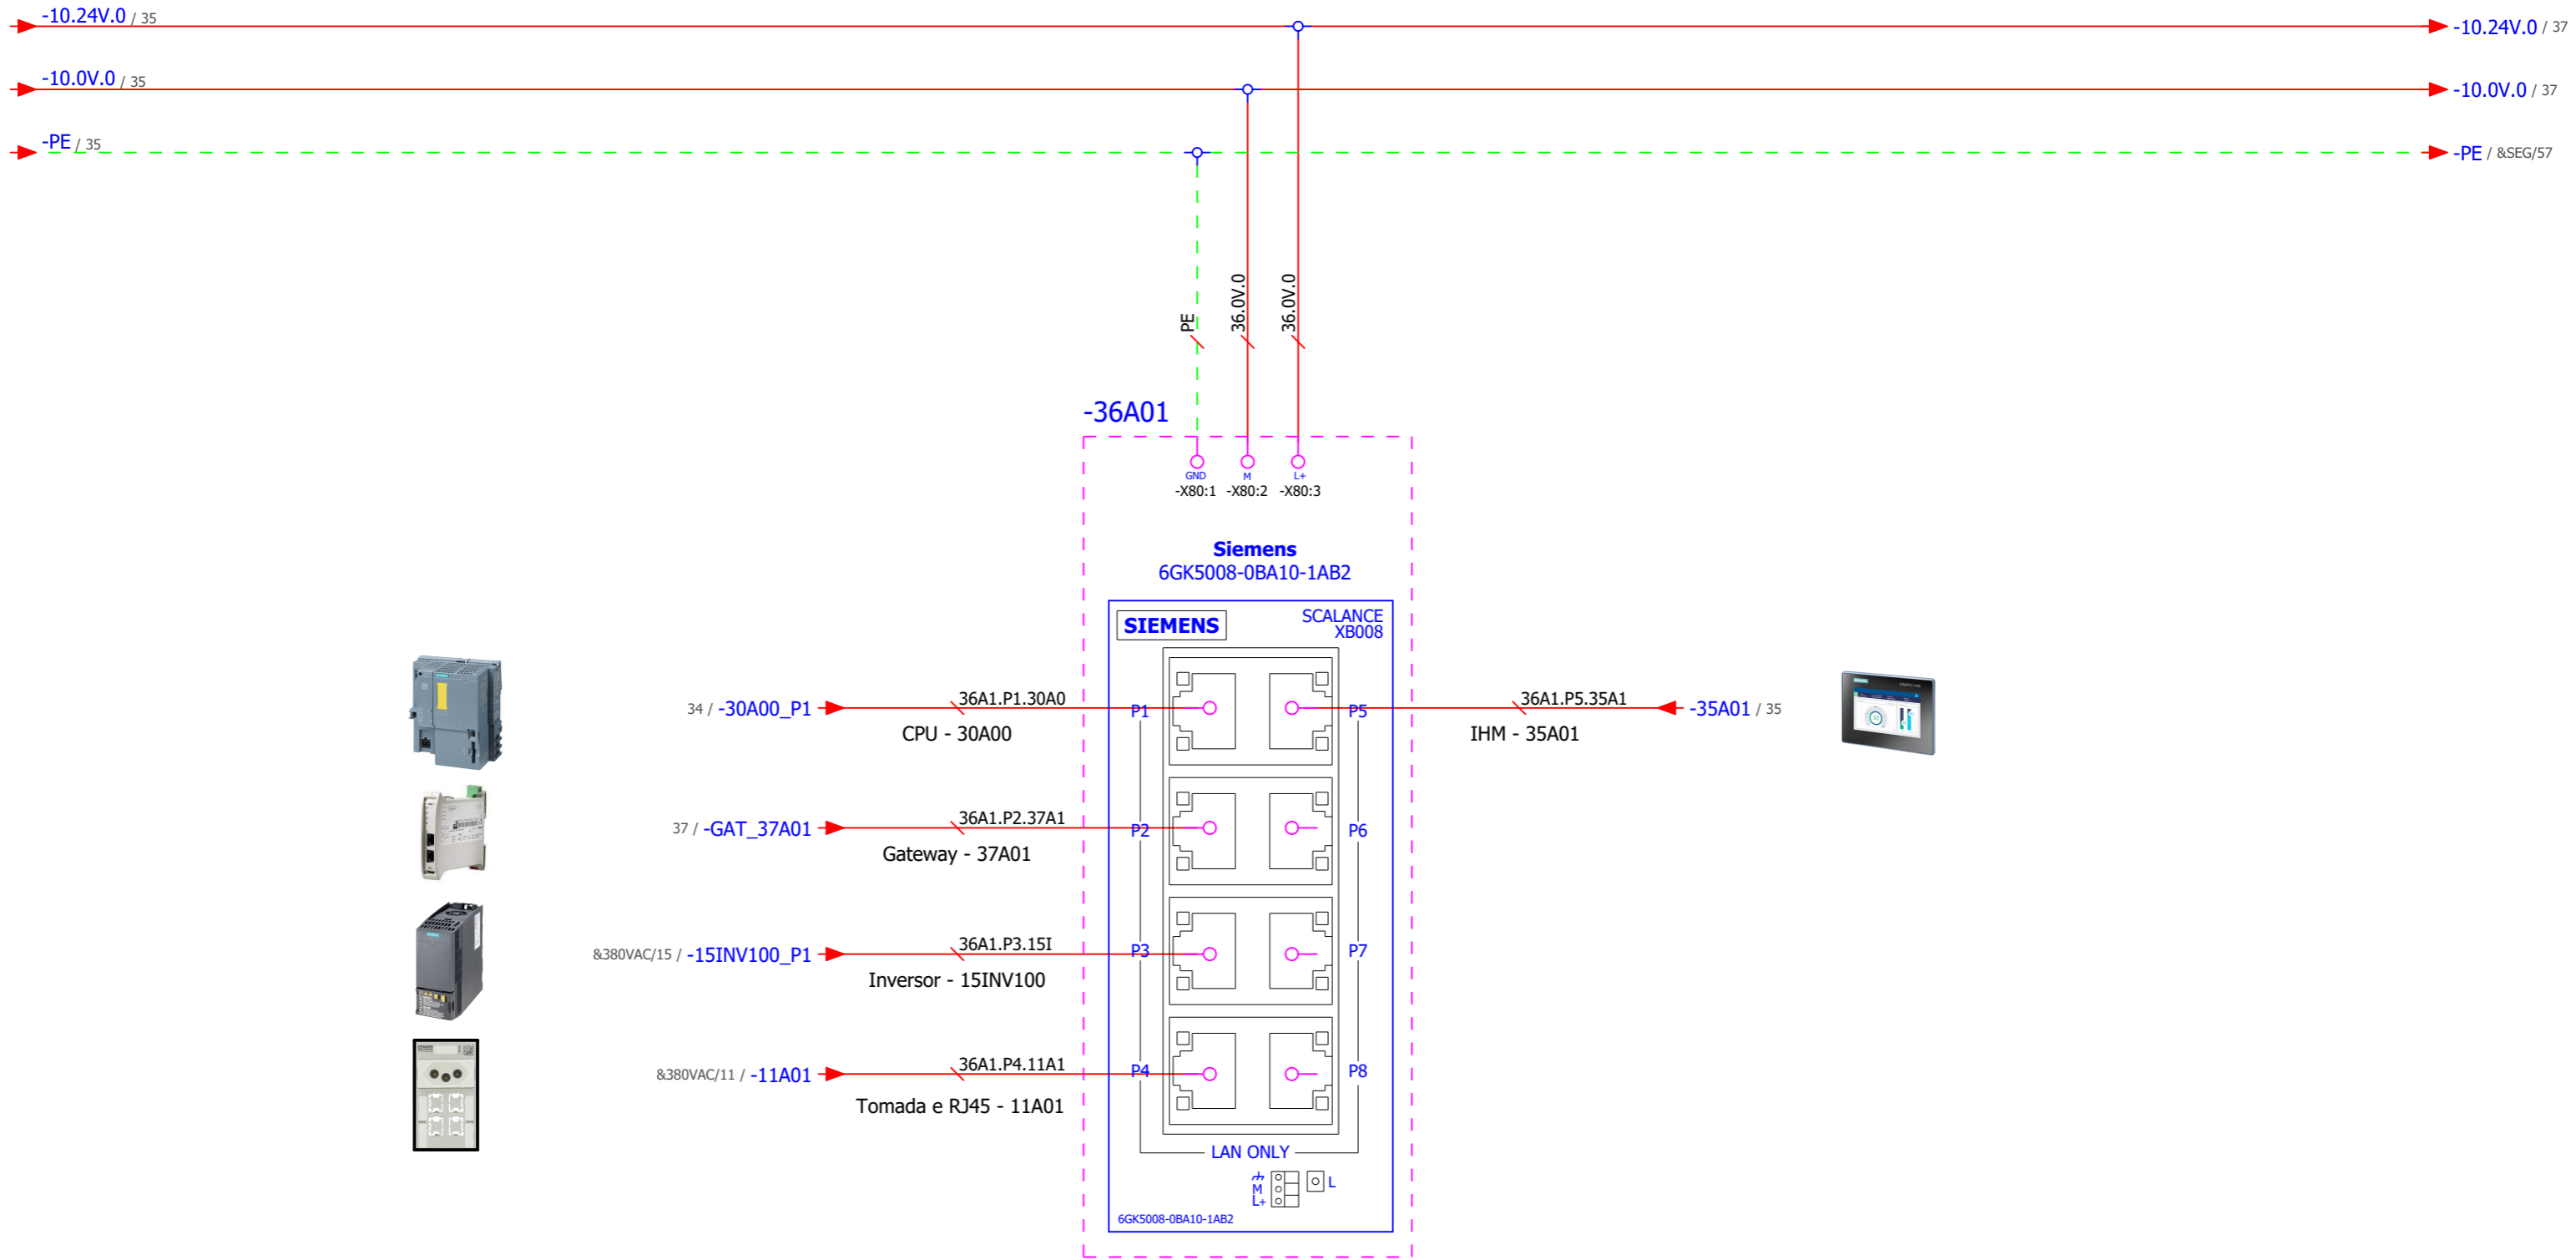 -10.24V.0 / 35
-10.24V.0 / 37
-10.0V.0 / 35
-10.0V.0 / 37
-PE / 35
-PE / &SEG/57
PE
36.0V.0
36.0V.0
-36A01
GND
M
L+
-X80:1
-X80:2
-X80:3
Siemens
6GK5008-0BA10-1AB2
SIEMENS
SCALANCE
XB008
34 / -30A00_P1
36A1.P1.30A0
CPU - 30A00
P1
P5
36A1.P5.35A1
IHM - 35A01
-35A01 / 35
37 / -GAT_37A01
36A1.P2.37A1
Gateway - 37A01
P2
P6
&380VAC/15 / -15INV100_P1
36A1.P3.15I
Inversor - 15INV100
P3
P7
&380VAC/11 / -11A01
36A1.P4.11A1
Tomada e RJ45 - 11A01
P4
P8
LAN ONLY
M
L+
L
6GK5008-0BA10-1AB2